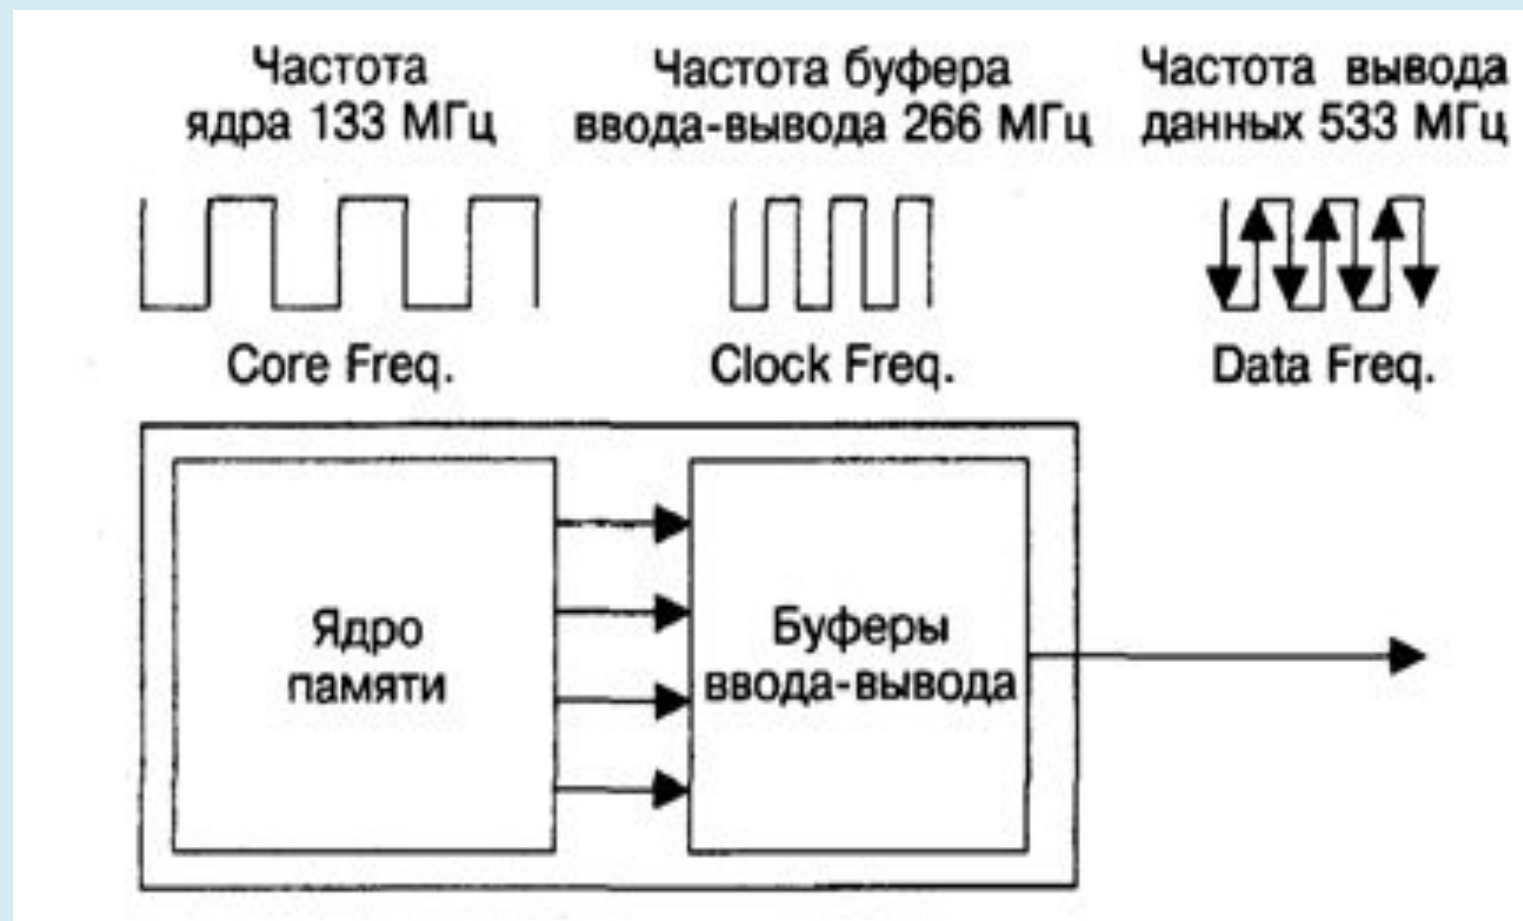 Частота
ядра 133 МГц
Частота буфера
ввода-вывода 266 МГц
Частота вывода
данных 533 МГц
Core Freq.
Clock Freq.
Data Freq.
Ядро
памяти
Буферы
ввода-вывода